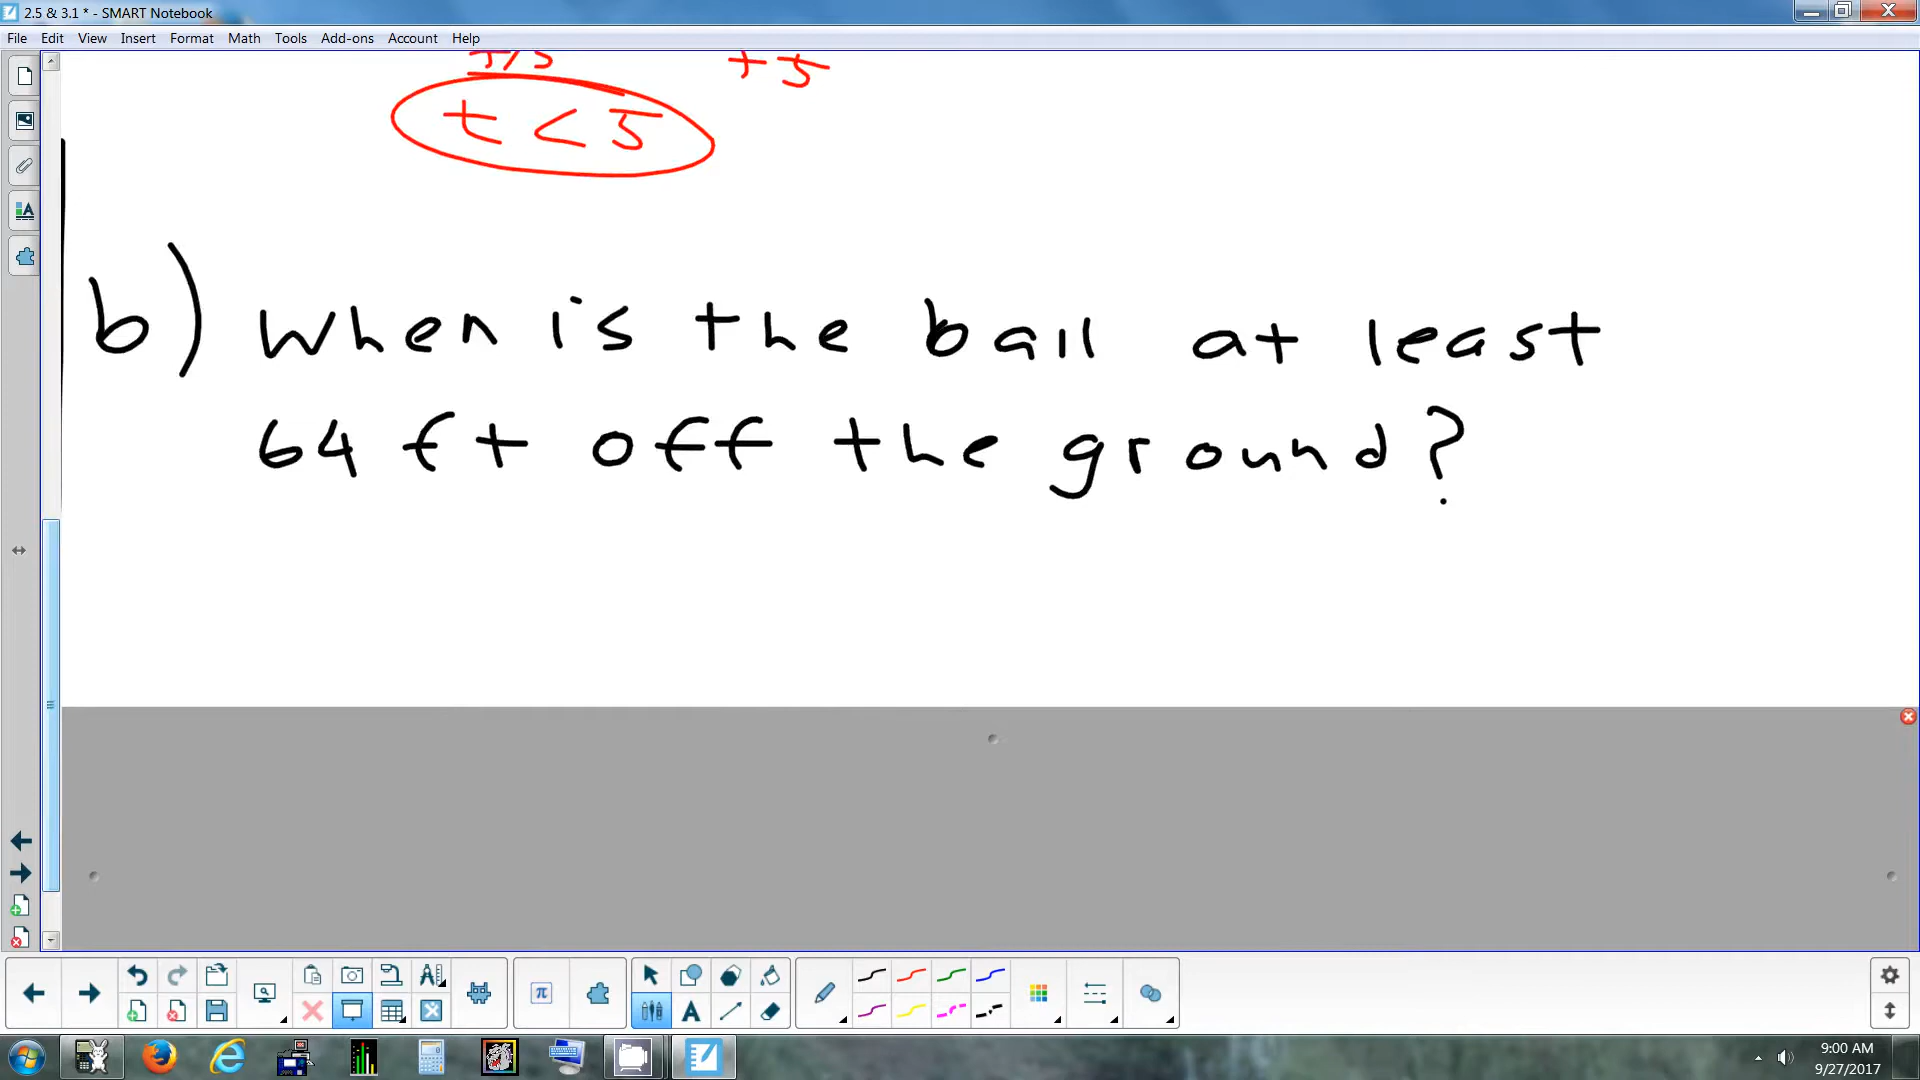 2.5 & 3.1 * - SMART Notebook
File Edit View Insert Format Math Tools Add-ons Account Help
+5
t < 5
b) When is the ball at least
64 ft off the ground?
π
A
9:00 AM
9/27/2017